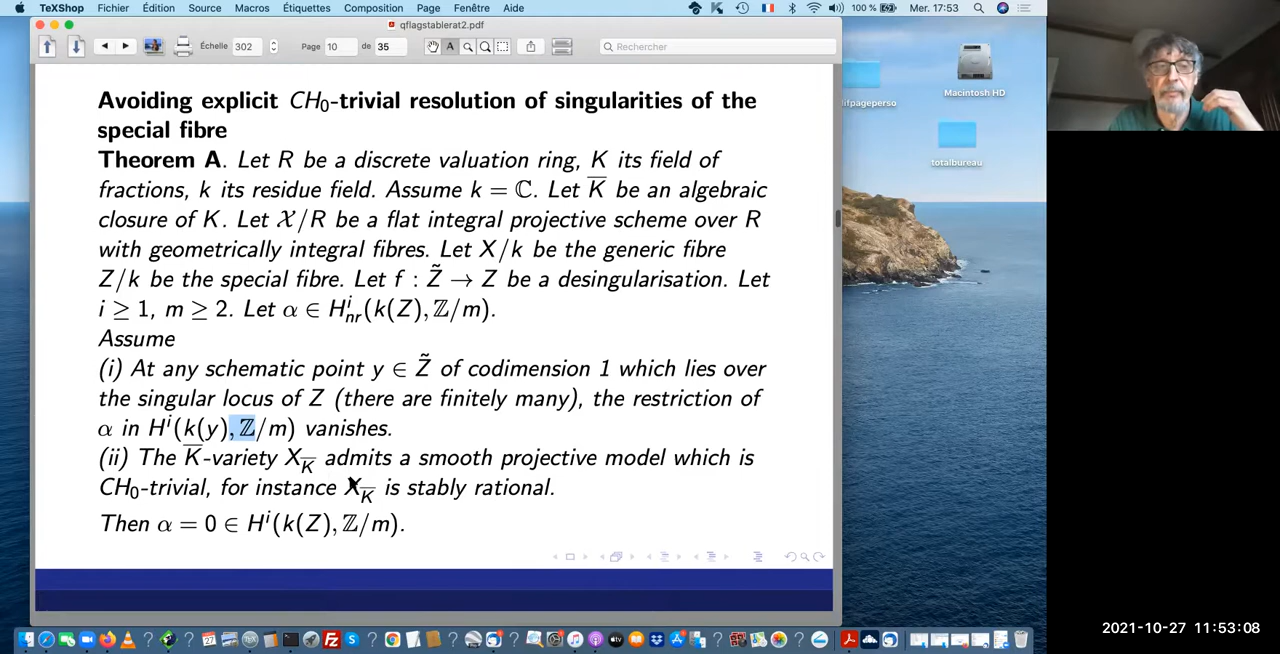 TeXShop Fichier Édition Source Macros Étiquettes Composition Page Fenêtre Aide 100 % Mer. 17:53
qflagstablerat2.pdf
Échelle 302 Page 10 de 35 Rechercher
Avoiding explicit CH₀-trivial resolution of singularities of the
special fibre
Theorem A. Let R be a discrete valuation ring, K its field of
fractions, k its residue field. Assume k = ℂ. Let K̅ be an algebraic
closure of K. Let 𝒳/R be a flat integral projective scheme over R
with geometrically integral fibres. Let X/k be the generic fibre
Z/k be the special fibre. Let f : Z̃ → Z be a desingularisation. Let
i ≥ 1, m ≥ 2. Let α ∈ Hⁱₙᵣ(k(Z), ℤ/m).
Assume
(i) At any schematic point y ∈ Z̃ of codimension 1 which lies over
the singular locus of Z (there are finitely many), the restriction of
α in Hⁱ(k(y), ℤ/m) vanishes.
(ii) The K̅-variety X_K̅ admits a smooth projective model which is
CH₀-trivial, for instance X_K̅ is stably rational.
Then α = 0 ∈ Hⁱ(k(Z), ℤ/m).
lifpageperso
Macintosh HD
totalbureau
2021-10-27 11:53:08